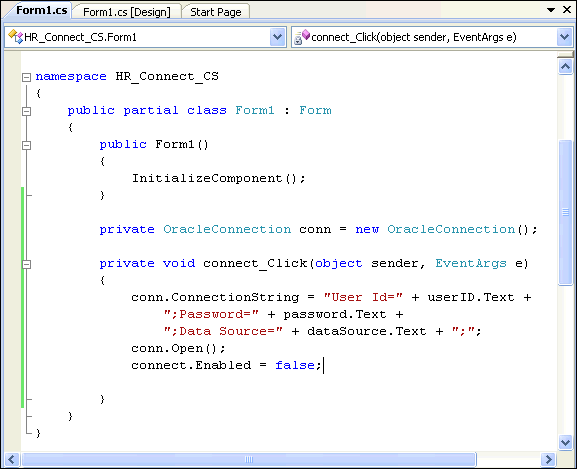 Form1.cs Form1.cs [Design] Start Page
HR_Connect_CS.Form1 connect_Click(object sender, EventArgs e)
namespace HR_Connect_CS
{
    public partial class Form1 : Form
    {
        public Form1()
        {
            InitializeComponent();
        }
        private OracleConnection conn = new OracleConnection();
        private void connect_Click(object sender, EventArgs e)
        {
            conn.ConnectionString = "User Id=" + userID.Text +
                ";Password=" + password.Text +
                ";Data Source=" + dataSource.Text + ";";
            conn.Open();
            connect.Enabled = false;
        }
    }
}